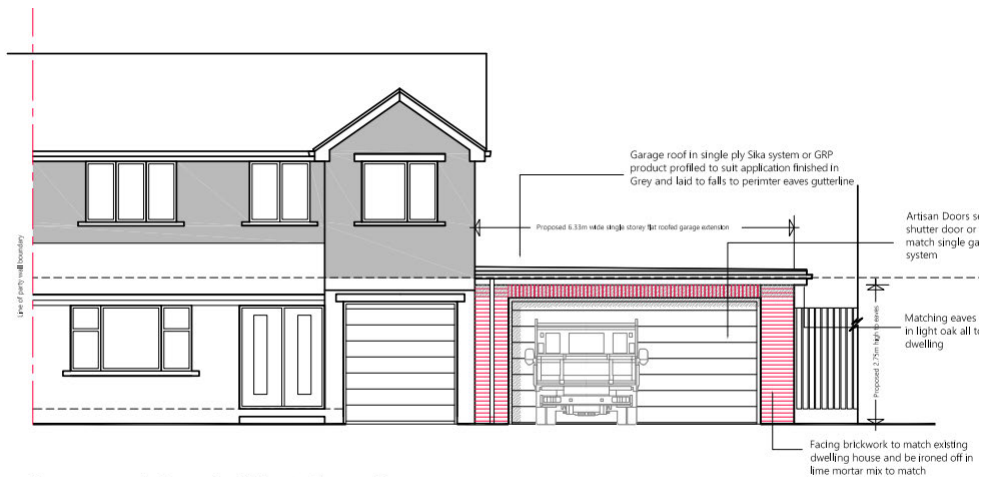 Garage roof in single ply Sika system or GRP
product profiled to suit application finished in
Grey and laid to falls to perimter eaves gutterline
Proposed 6.33m wide single storey flat roofed garage extension
Artisan Doors
shutter door or
match single
system
Line of party wall boundary
Matching eaves
in light oak all
dwelling
Proposed 2.75m high to eaves
Facing brickwork to match existing
dwelling house and be ironed off in
lime mortar mix to match